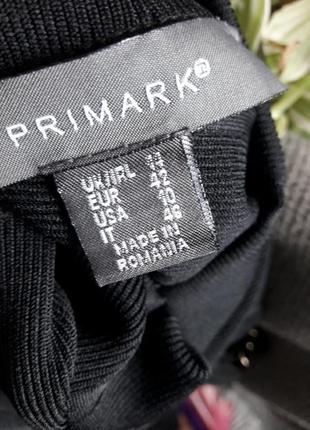 PRIMARK®
UK/IRL 14
EUR 42
USA 10
IT 46
MADE IN
ROMANIA